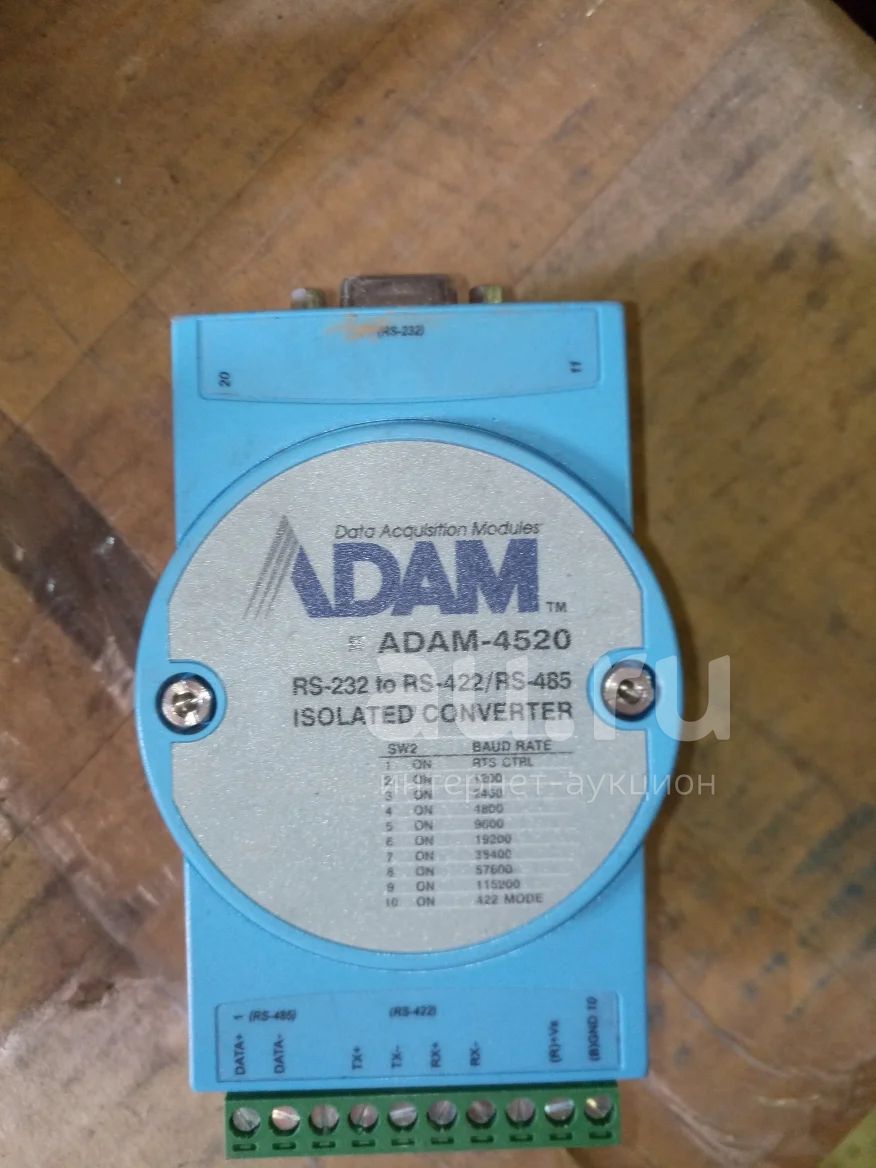 (RS-232)
20
11
Data Acquisition Modules
ADAM™
ADAM-4520
RS-232 to RS-422/RS-485
ISOLATED CONVERTER
SW2 BAUD RATE
1 ON RTS CTRL
2 ON 1200
3 ON 2400
4 ON 4800
5 ON 9600
6 ON 19200
7 ON 38400
8 ON 57600
9 ON 115200
10 ON 422 MODE
au.ru
интернет-аукцион
1 (RS-485)
(RS-422)
10
DATA+
DATA-
TX+
TX-
RX+
RX-
(R)+Vs
(B)GND